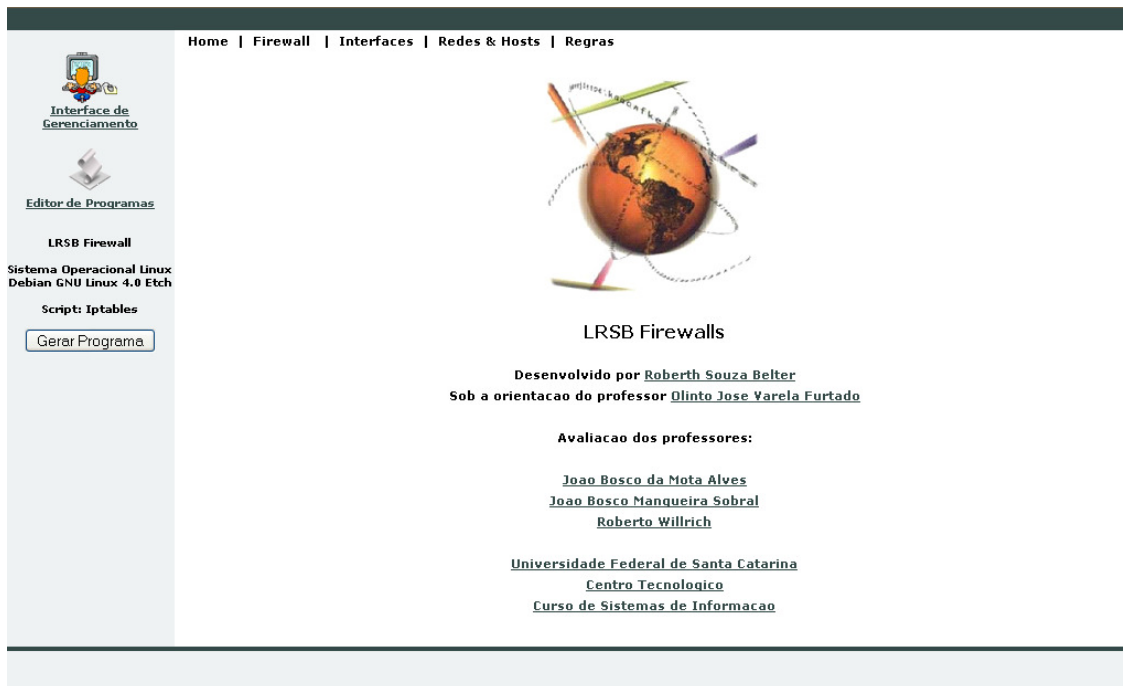 Home | Firewall | Interfaces | Redes & Hosts | Regras
Interface de
Gerenciamento
Editor de Programas
LRSB Firewall
Sistema Operacional Linux
Debian GNU Linux 4.0 Etch
Script: Iptables
Gerar Programa
LRSB Firewalls
Desenvolvido por Roberth Souza Belter
Sob a orientacao do professor Olinto Jose Varela Furtado
Avaliacao dos professores:
Joao Bosco da Mota Alves
Joao Bosco Mangueira Sobral
Roberto Willrich
Universidade Federal de Santa Catarina
Centro Tecnologico
Curso de Sistemas de Informacao